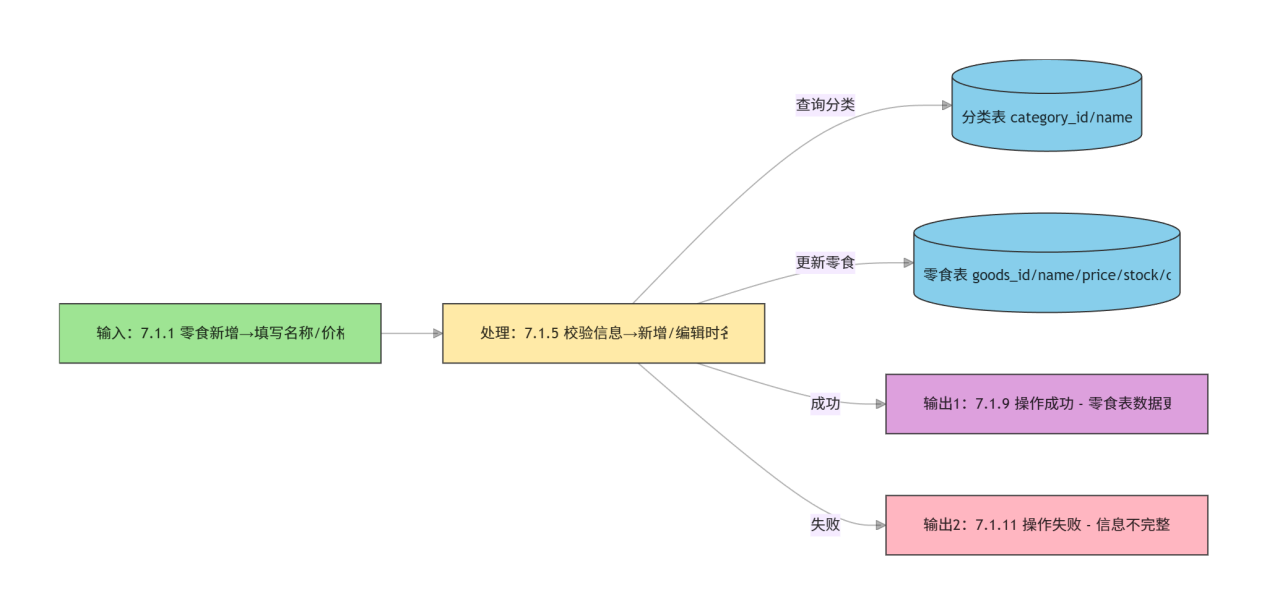 查询分类
分类表 category_id/name
更新零食
零食表 goods_id/name/price/stock/c
输入：7.1.1 零食新增→填写名称/价
处理：7.1.5 校验信息→新增/编辑时
成功
输出1：7.1.9 操作成功 - 零食表数据更
失败
输出2：7.1.11 操作失败 - 信息不完整